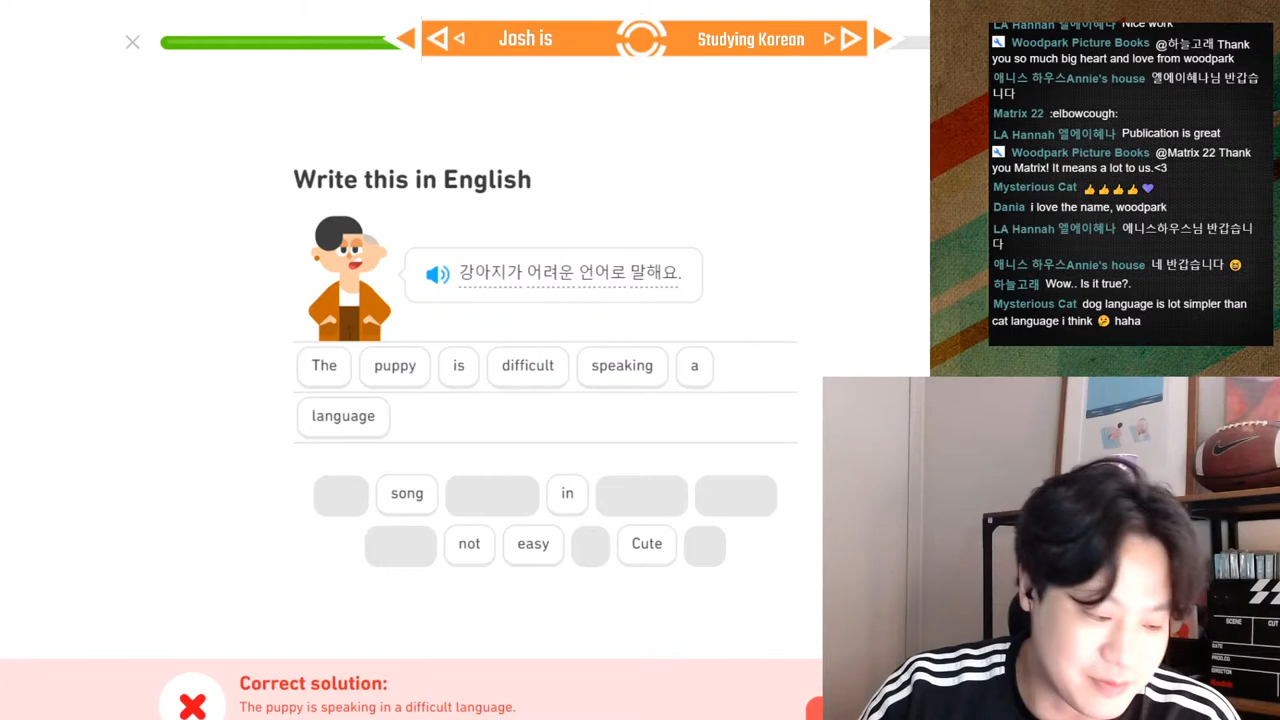 Josh is
Studying Korean
Write this in English
강아지가 어려운 언어로 말해요.
The puppy is difficult speaking a
language
song in
not easy Cute
Correct solution:
The puppy is speaking in a difficult language.
LA Hannah 엘에이헤나 Nice work
Woodpark Picture Books @하늘고래 Thank
you so much big heart and love from woodpark
애니스 하우스Annie's house 엘에이헤나님 반갑습
니다
Matrix 22 :elbowcough:
LA Hannah 엘에이헤나 Publication is great
Woodpark Picture Books @Matrix 22 Thank
you Matrix! It means a lot to us.<3
Mysterious Cat 👍👍👍👍💜
Dania i love the name, woodpark
LA Hannah 엘에이헤나 애니스하우스님 반갑습니
다
애니스 하우스Annie's house 네 반갑습니다 😆
하늘고래 Wow.. Is it true?.
Mysterious Cat dog language is lot simpler than
cat language i think 😕 haha
SCENE CUT